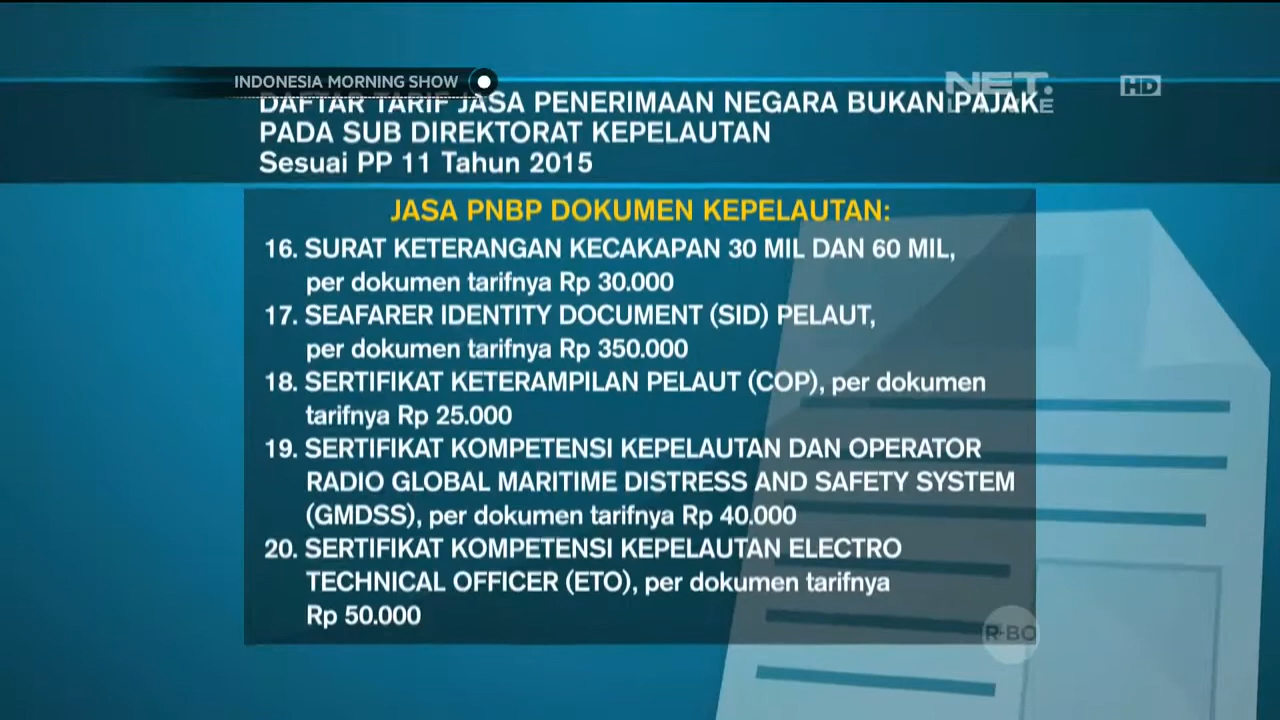 INDONESIA MORNING SHOW
NET.
HD
DAFTAR TARIF JASA PENERIMAAN NEGARA BUKAN PAJAK
PADA SUB DIREKTORAT KEPELAUTAN
Sesuai PP 11 Tahun 2015
JASA PNBP DOKUMEN KEPELAUTAN:
16. SURAT KETERANGAN KECAKAPAN 30 MIL DAN 60 MIL,
per dokumen tarifnya Rp 30.000
17. SEAFARER IDENTITY DOCUMENT (SID) PELAUT,
per dokumen tarifnya Rp 350.000
18. SERTIFIKAT KETERAMPILAN PELAUT (COP), per dokumen
tarifnya Rp 25.000
19. SERTIFIKAT KOMPETENSI KEPELAUTAN DAN OPERATOR
RADIO GLOBAL MARITIME DISTRESS AND SAFETY SYSTEM
(GMDSS), per dokumen tarifnya Rp 40.000
20. SERTIFIKAT KOMPETENSI KEPELAUTAN ELECTRO
TECHNICAL OFFICER (ETO), per dokumen tarifnya
Rp 50.000
R-BO